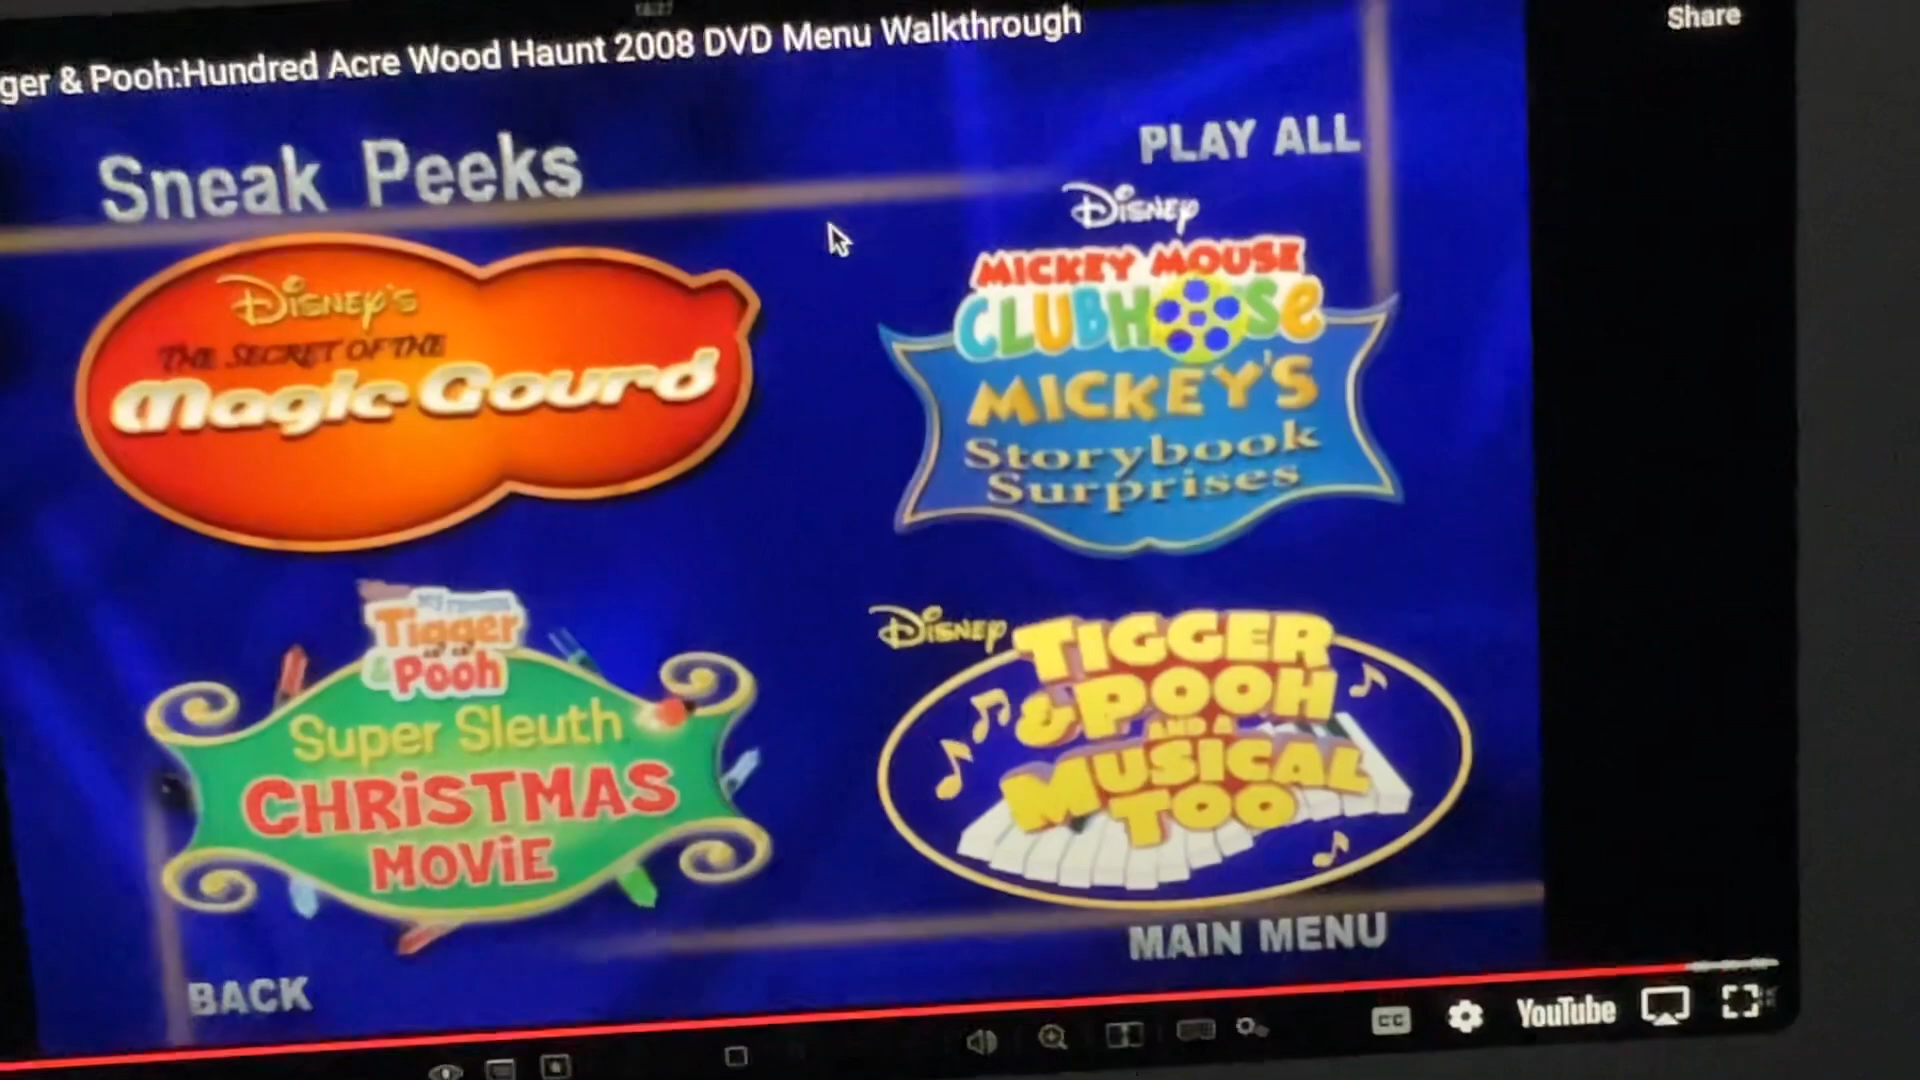 ger & Pooh:Hundred Acre Wood Haunt 2008 DVD Menu Walkthrough
Share
Sneak Peeks
PLAY ALL
DISNEY'S
THE SECRET OF THE
Magic Gourd
DISNEY
MICKEY MOUSE
CLUBHOUSE
MICKEY'S
Storybook
Surprises
Tigger
& Pooh
Super Sleuth
CHRiSTMAS
MOViE
DISNEY
TIGGER
& POOH
AND A
MUSICAL
TOO
BACK
MAIN MENU
CC
YouTube